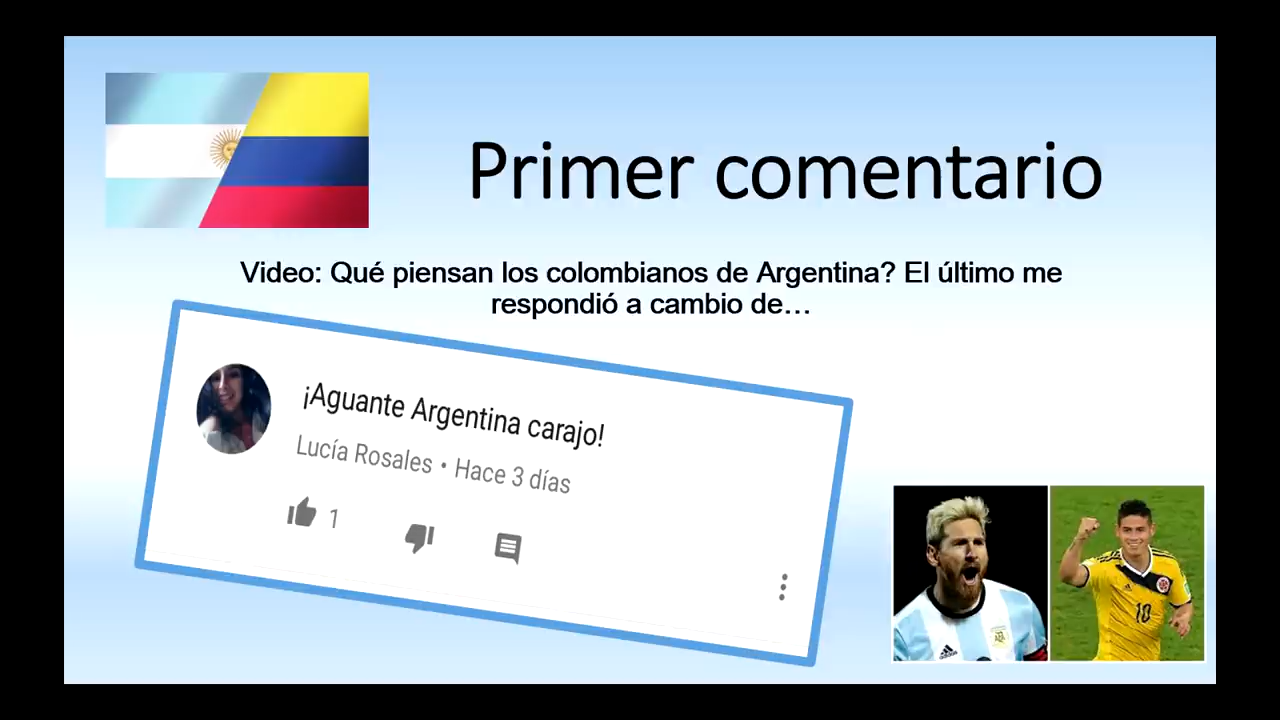 Primer comentario
Video: Qué piensan los colombianos de Argentina? El último me
respondió a cambio de…
¡Aguante Argentina carajo!
Lucía Rosales • Hace 3 días
1
10